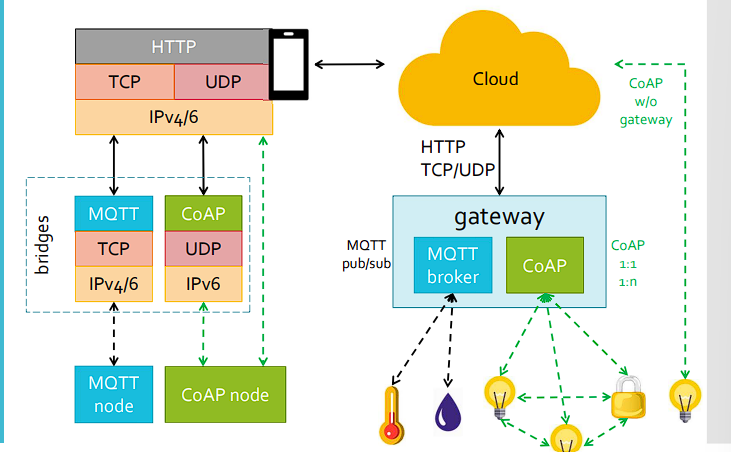 HTTP
TCP
UDP
IPv4/6
bridges
MQTT
TCP
IPv4/6
CoAP
UDP
IPv6
MQTT
node
CoAP node
Cloud
CoAP
w/o
gateway
HTTP
TCP/UDP
gateway
MQTT
pub/sub
MQTT
broker
CoAP
CoAP
1:1
1:n